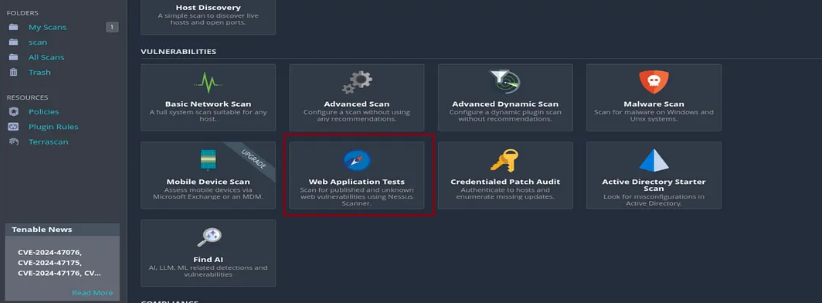 FOLDERS
My Scans 1
scan
All Scans
Trash
RESOURCES
Policies
Plugin Rules
Terrascan
Tenable News
CVE-2024-47076,
CVE-2024-47175,
CVE-2024-47176, CV...
Read More
Host Discovery
A simple scan to discover live
hosts and open ports.
VULNERABILITIES
Basic Network Scan
A full system scan suitable for any
host.
Advanced Scan
Configure a scan without using
any recommendations.
Advanced Dynamic Scan
Configure a dynamic plugin scan
without recommendations.
Malware Scan
Scan for malware on Windows and
Unix systems.
UPGRADE
Mobile Device Scan
Assess mobile devices via
Microsoft Exchange or an MDM.
Web Application Tests
Scan for published and unknown
web vulnerabilities using Nessus
Scanner.
Credentialed Patch Audit
Authenticate to hosts and
enumerate missing updates.
Active Directory Starter
Scan
Look for misconfigurations in
Active Directory.
Find AI
AI, LLM, ML related detections and
vulnerabilities
COMPLIANCE